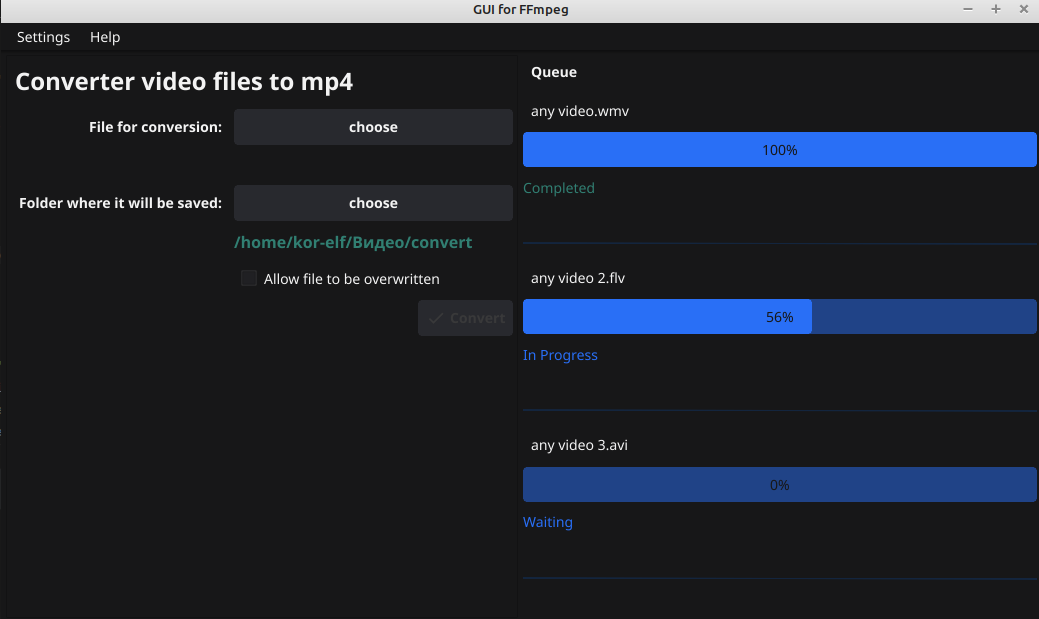 GUI for FFmpeg
Settings Help
Converter video files to mp4
File for conversion: choose
Folder where it will be saved: choose
/home/kor-elf/Видео/convert
Allow file to be overwritten
Convert
Queue
any video.wmv
100%
Completed
any video 2.flv
56%
In Progress
any video 3.avi
0%
Waiting